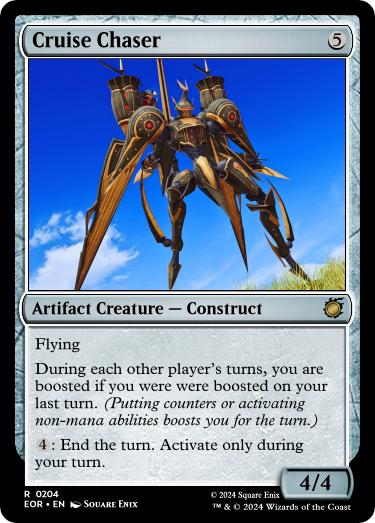 Cruise Chaser 5
Artifact Creature — Construct
Flying
During each other player's turns, you are
boosted if you were were boosted on your
last turn. (Putting counters or activating
non-mana abilities boosts you for the turn.)
4 : End the turn. Activate only during
your turn.
4/4
R 0204
EOR • EN SQUARE ENIX
© 2024 Square Enix
™ & © 2024 Wizards of the Coast